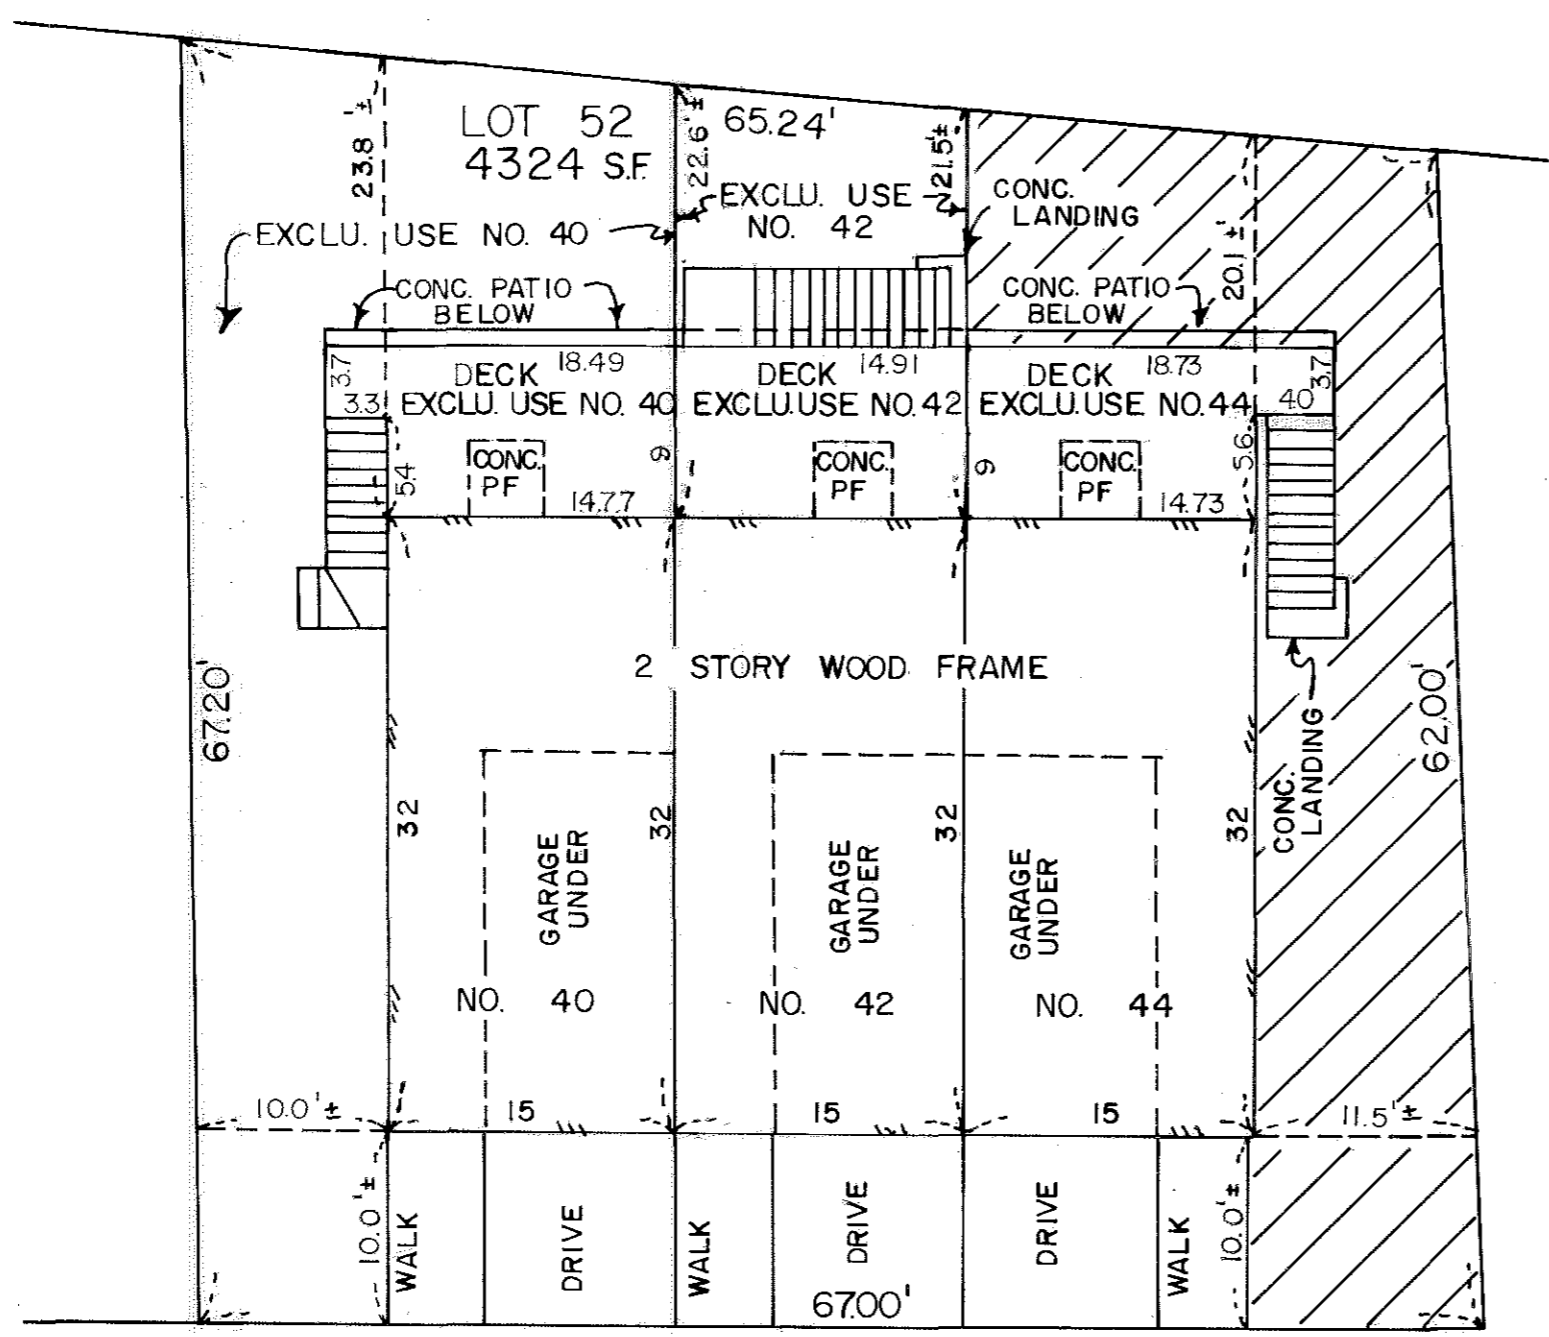 LOT 52
65.24'
4324 S.F.
23.8'±
22.6'±
21.5'±
20.1'±
EXCLU. USE NO. 40
EXCLU. USE
NO. 42
CONC.
LANDING
CONC. PATIO
BELOW
CONC. PATIO
BELOW
3.7
DECK 18.49
DECK 14.91
DECK 18.73
3.7
3.3
EXCLU. USE NO. 40
EXCLU. USE NO. 42
EXCLU. USE NO. 44
4.0
5.4
CONC.
PF
14.77
9
CONC.
PF
9
CONC.
PF
14.73
5.6
2 STORY WOOD FRAME
67.20'
62.00'
CONC.
LANDING
32
32
32
32
GARAGE
UNDER
GARAGE
UNDER
GARAGE
UNDER
NO. 40
NO. 42
NO. 44
10.0'±
15
15
15
11.5'±
10.0'±
WALK
DRIVE
WALK
DRIVE
DRIVE
WALK
10.0'±
67.00'